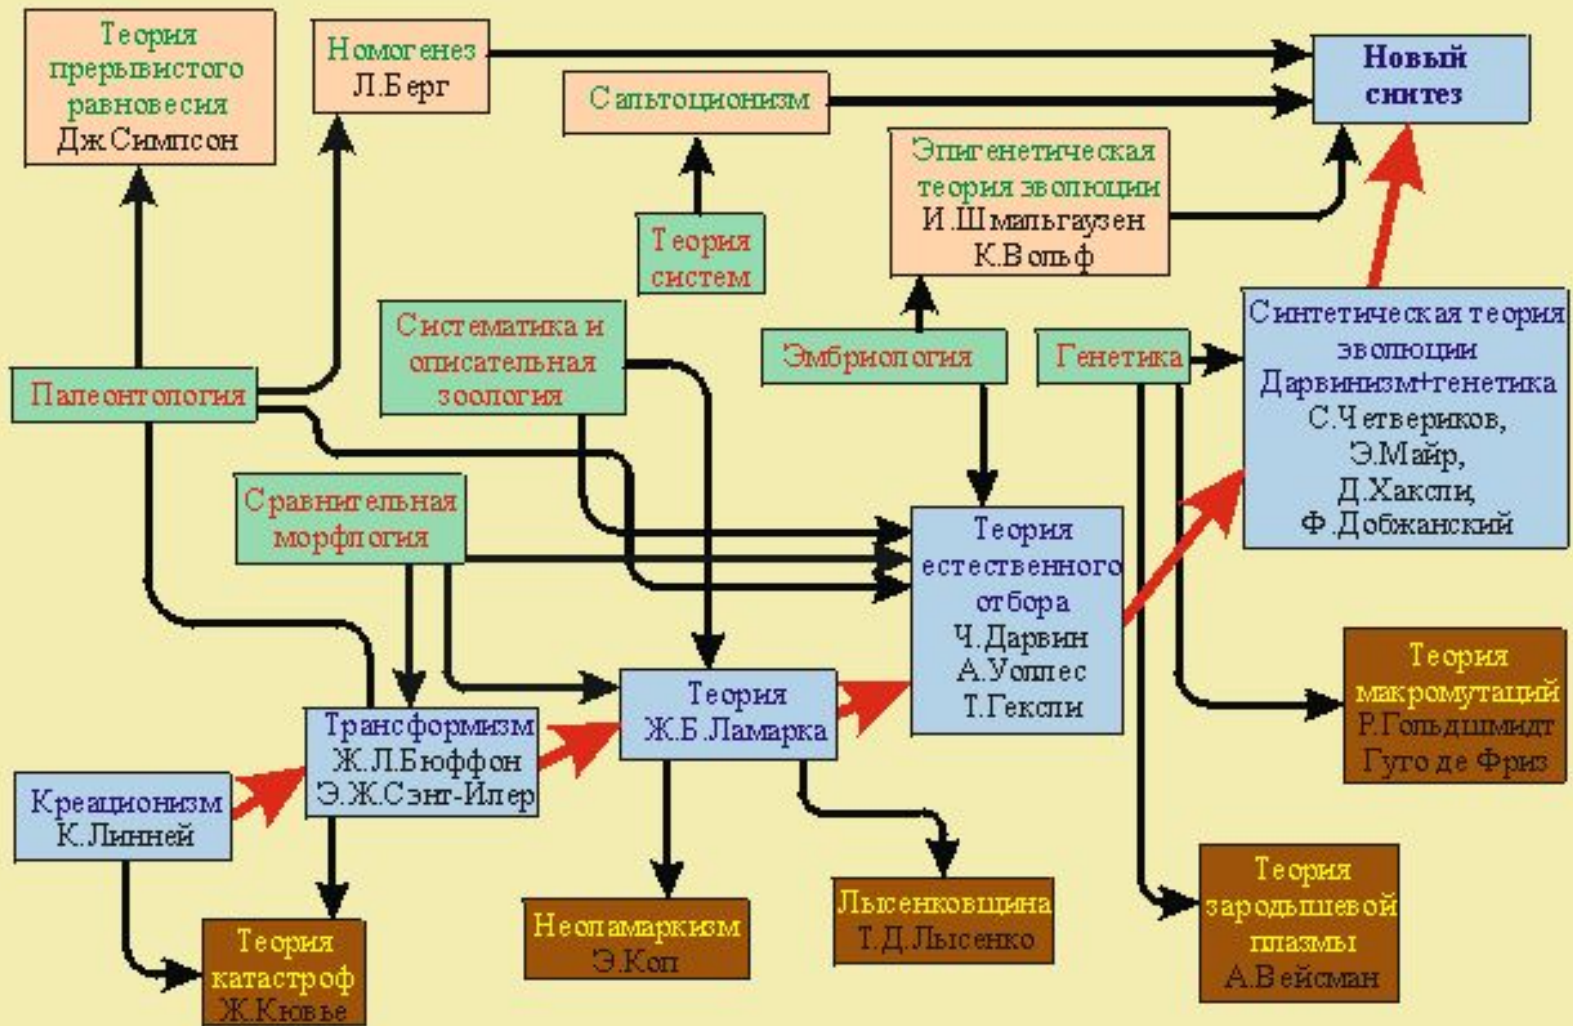 Теория
прерывистого
равновесия
Дж.Симпсон
Номогенез
Л.Берг
Сальтоционизм
Новый
синтез
Эпигенетическая
теория эволюции
И.Шмальгаузен
К.Вольф
Теория
систем
Систематика и
описательная
зоология
Эмбриология
Генетика
Синтетическая теория
эволюции
Дарвинизм+генетика
С.Четвериков,
Э.Майр,
Д.Хаксли,
Ф.Добжанский
Палеонтология
Сравнительная
морфлогия
Теория
естественного
отбора
Ч.Дарвин
А.Уоллес
Т.Гексли
Теория
макромутаций
Р.Гольдшмидт
Гуго де Фриз
Теория
Ж.Б.Ламарка
Трансформизм
Ж.Л.Бюффон
Э.Ж.Сэнт-Илер
Креационизм
К.Линней
Теория
зародышевой
плазмы
А.Вейсман
Лысенковщина
Т.Д.Лысенко
Неоламаркизм
Э.Коп
Теория
катастроф
Ж.Кювье